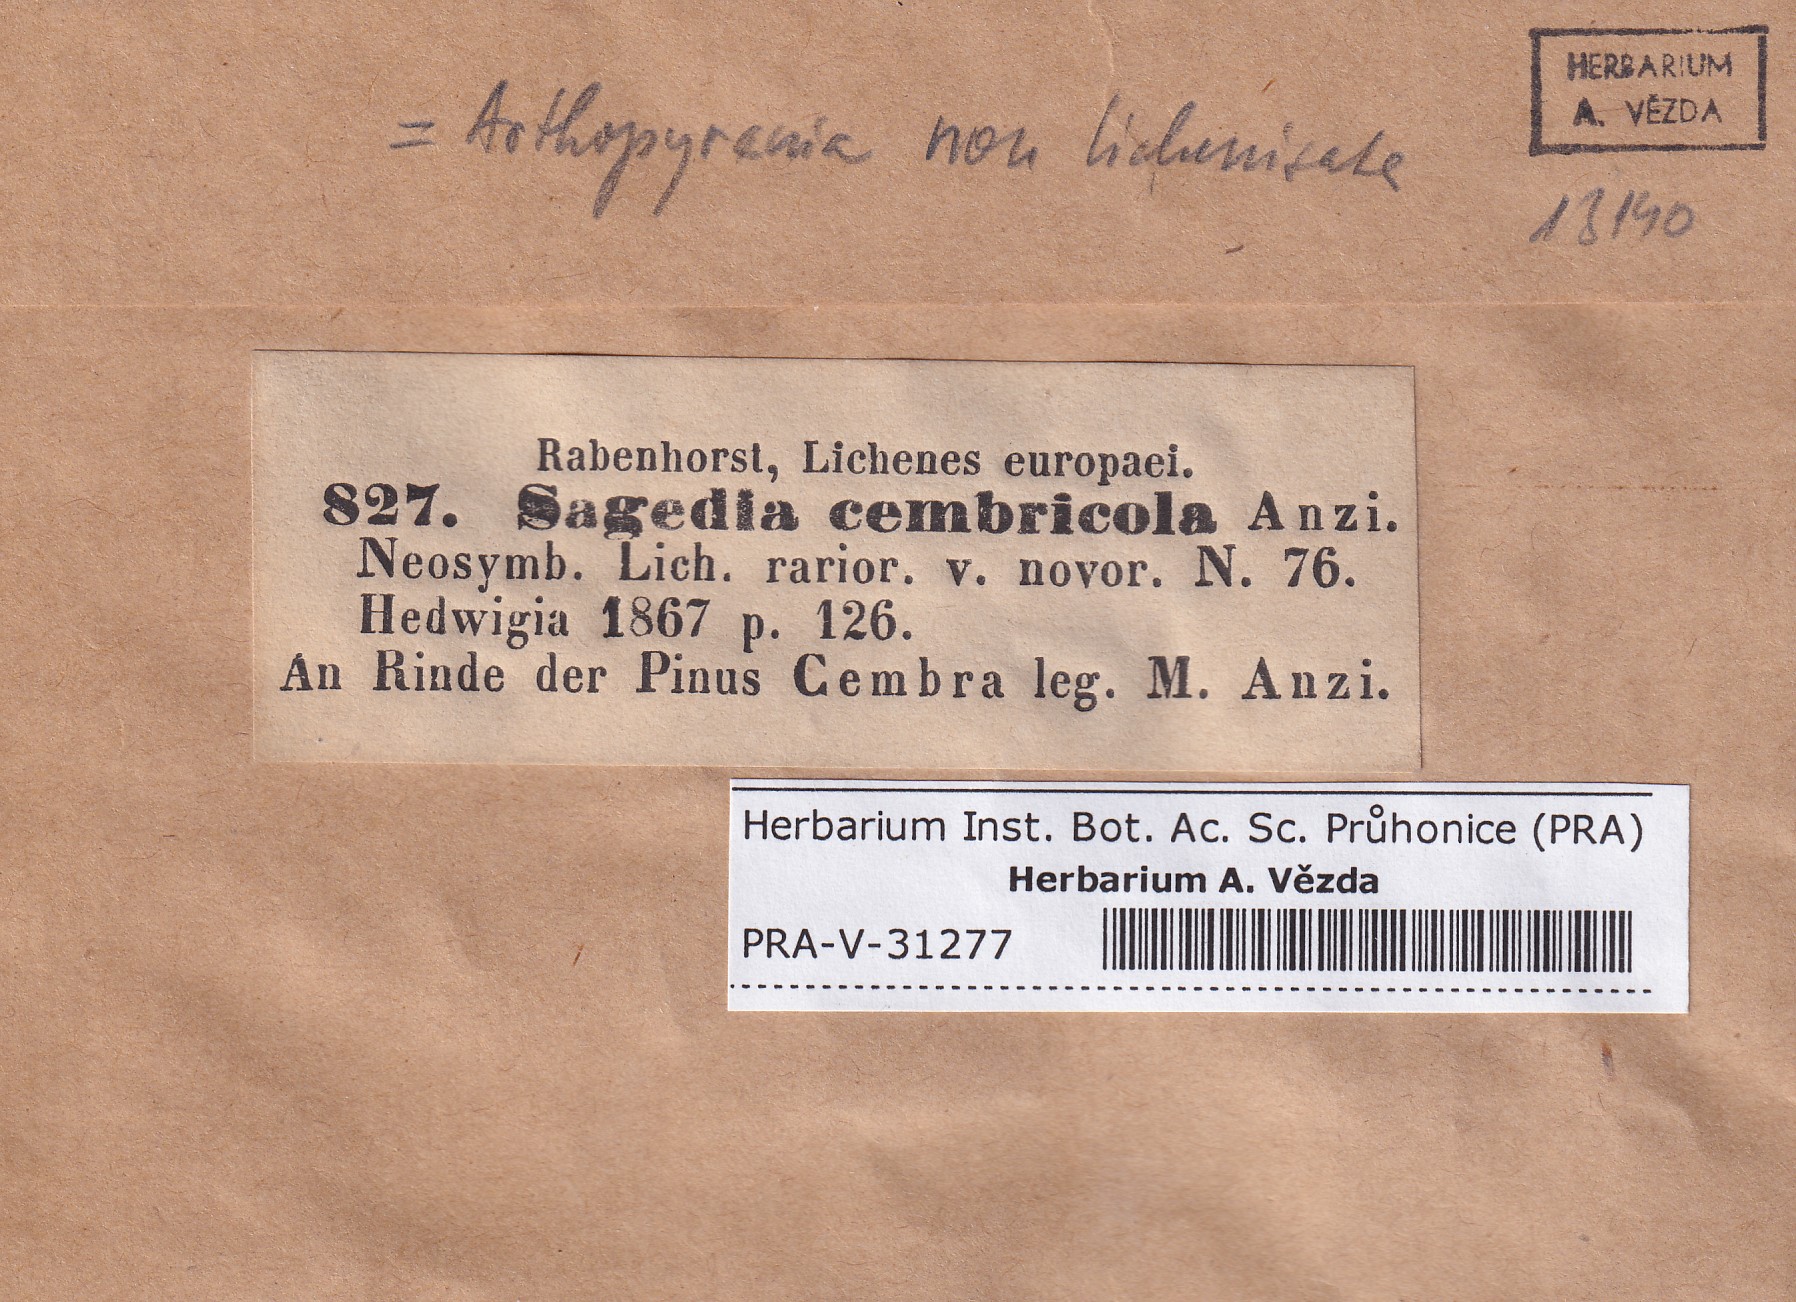 HERBARIUM
A. VĚZDA
= Arthopyrenia non lichenisata
13140
Rabenhorst, Lichenes europaei.
827. Sagedia cembricola Anzi.
Neosymb. Lich. rarior. v. novor. N. 76.
Hedwigia 1867 p. 126.
An Rinde der Pinus Cembra leg. M. Anzi.
Herbarium Inst. Bot. Ac. Sc. Průhonice (PRA)
Herbarium A. Vězda
PRA-V-31277